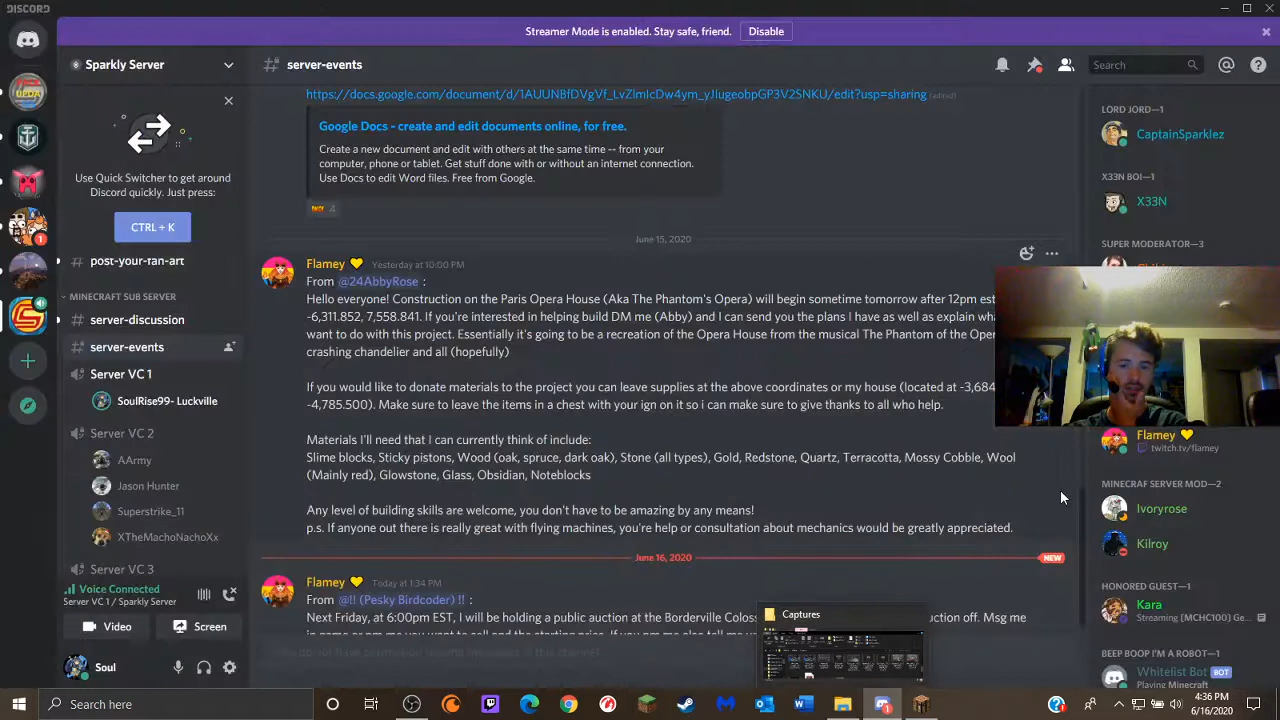 DISCORD
Streamer Mode is enabled. Stay safe, friend. Disable
Sparkly Server
server-events
Search
Use Quick Switcher to get around
Discord quickly. Just press:
CTRL + K
post-your-fan-art
MINECRAFT SUB SERVER
server-discussion
server-events
Server VC 1
SoulRise99- Luckville
Server VC 2
AArmy
Jason Hunter
Superstrike_11
XTheMachoNachoXx
Server VC 3
Voice Connected
Server VC 1 / Sparkly Server
Video
Screen
Soul
(edited)
Google Docs - create and edit documents online, for free.
Create a new document and edit with others at the same time -- from your
computer, phone or tablet. Get stuff done with or without an internet connection.
Use Docs to edit Word files. Free from Google.
4
June 15, 2020
Flamey Yesterday at 10:00 PM
From @24AbbyRose :
Hello everyone! Construction on the Paris Opera House (Aka The Phantom's Opera) will begin sometime tomorrow after 12pm est
-6,311.852, 7,558.841. If you're interested in helping build DM me (Abby) and I can send you the plans I have as well as explain
want to do with this project. Essentially it's going to be a recreation of the Opera House from the musical The Phantom of the
crashing chandelier and all (hopefully)
If you would like to donate materials to the project you can leave supplies at the above coordinates or my house (located at -3,684
-4,785.500). Make sure to leave the items in a chest with your ign on it so i can make sure to give thanks to all who help.
Materials I'll need that I can currently think of include:
Slime blocks, Sticky pistons, Wood (oak, spruce, dark oak), Stone (all types), Gold, Redstone, Quartz, Terracotta, Mossy Cobble, Wool
(Mainly red), Glowstone, Glass, Obsidian, Noteblocks
Any level of building skills are welcome, you don't have to be amazing by any means!
p.s. If anyone out there is really great with flying machines, you're help or consultation about mechanics would be greatly appreciated.
June 16, 2020
NEW
Flamey Today at 1:34 PM
From @!! (Pesky Birdcoder) !! :
Next Friday, at 6:00pm EST, I will be holding a public auction at the Borderville
auction off. Msg me
Captures
LORD JORD—1
CaptainSparklez
X33N BOI—1
X33N
SUPER MODERATOR—3
Flamey
twitch.tv/flamey
MINECRAF SERVER MOD—2
Ivoryrose
Kilroy
HONORED GUEST—1
Kara
Streaming [MCHC100] Ge...
BEEP BOOP I'M A ROBOT—1
Whitelist Bot BOT
Playing Minecraft
Search here
4:36 PM
6/16/2020